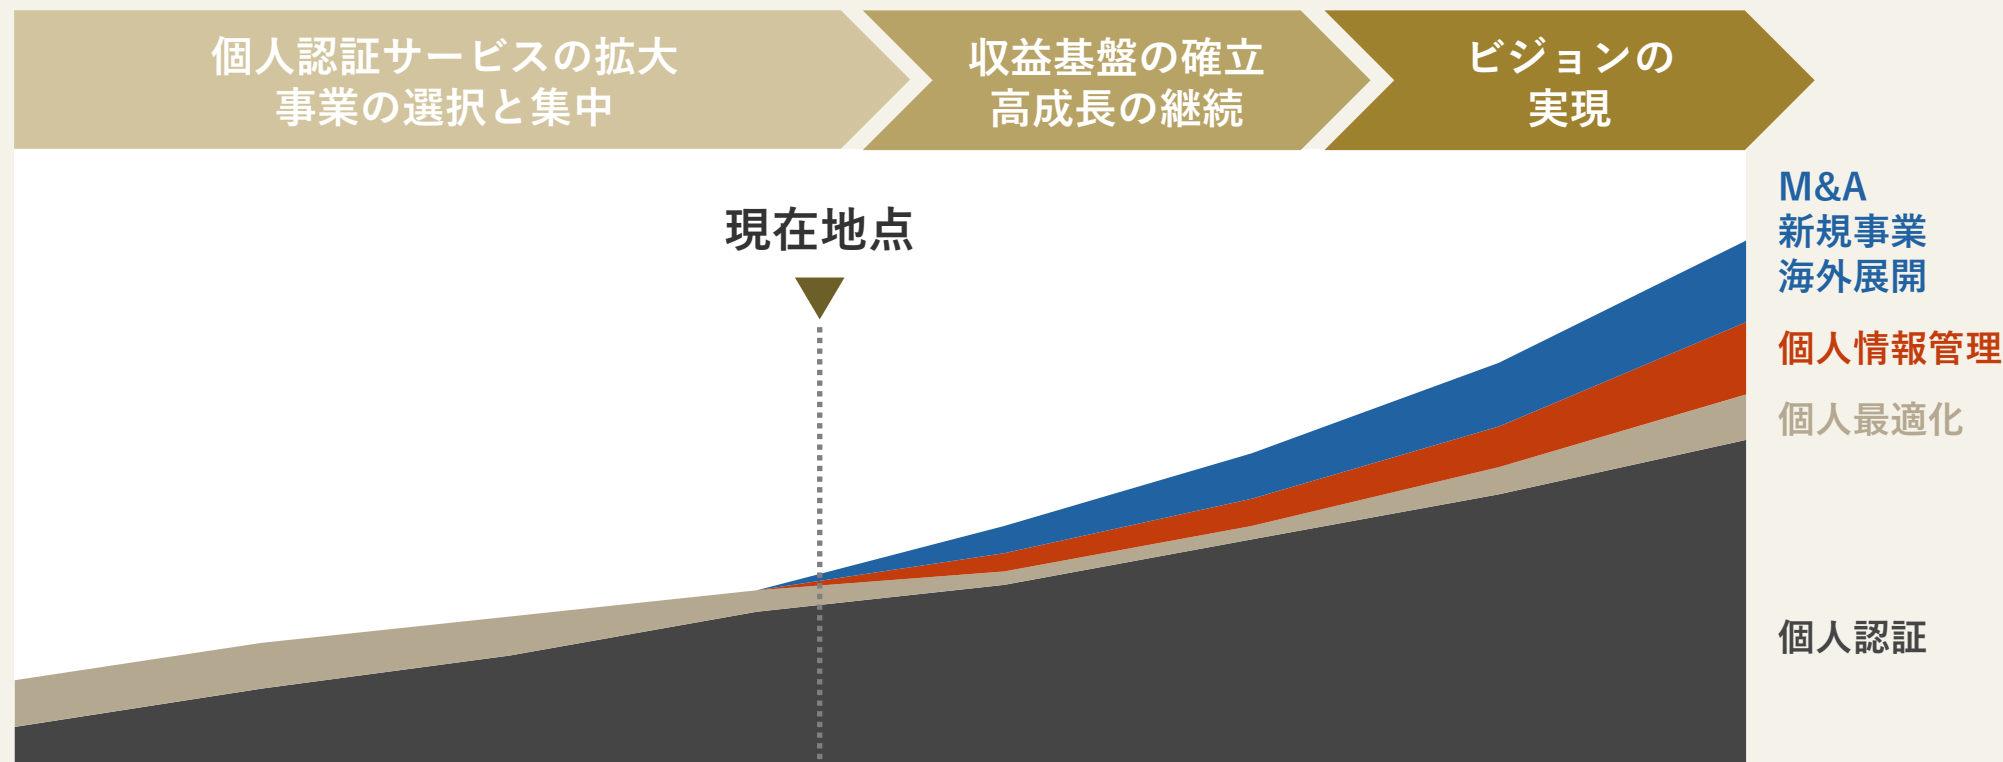 個人認証サービスの拡大
事業の選択と集中
収益基盤の確立
高成長の継続
ビジョンの
実現
現在地点
M&A
新規事業
海外展開
個人情報管理
個人最適化
個人認証